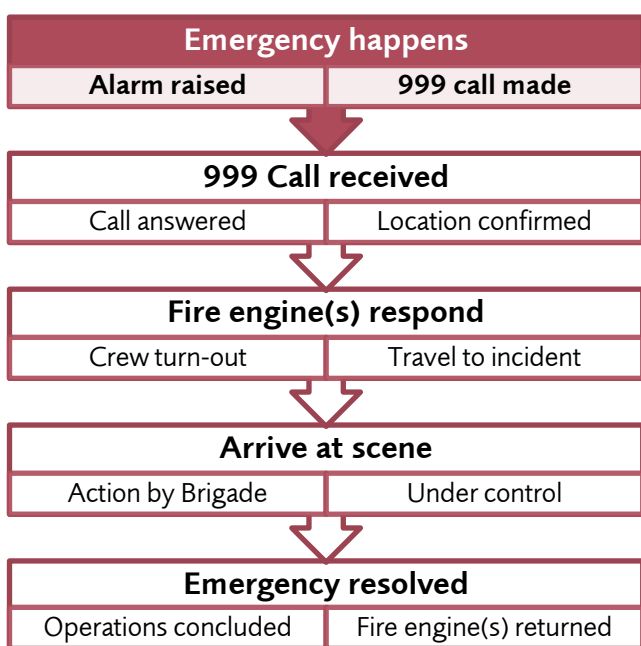 Emergency happens
Alarm raised 999 call made
999 Call received
Call answered Location confirmed
Fire engine(s) respond
Crew turn-out Travel to incident
Arrive at scene
Action by Brigade Under control
Emergency resolved
Operations concluded Fire engine(s) returned